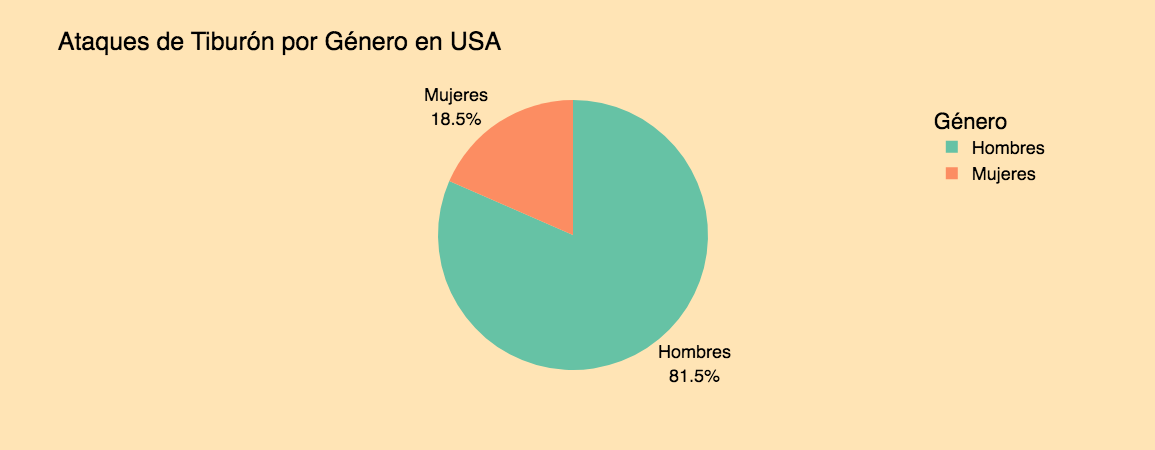 Ataques de Tiburón por Género en USA
Mujeres
18.5%
Hombres
81.5%
Género
Hombres
Mujeres